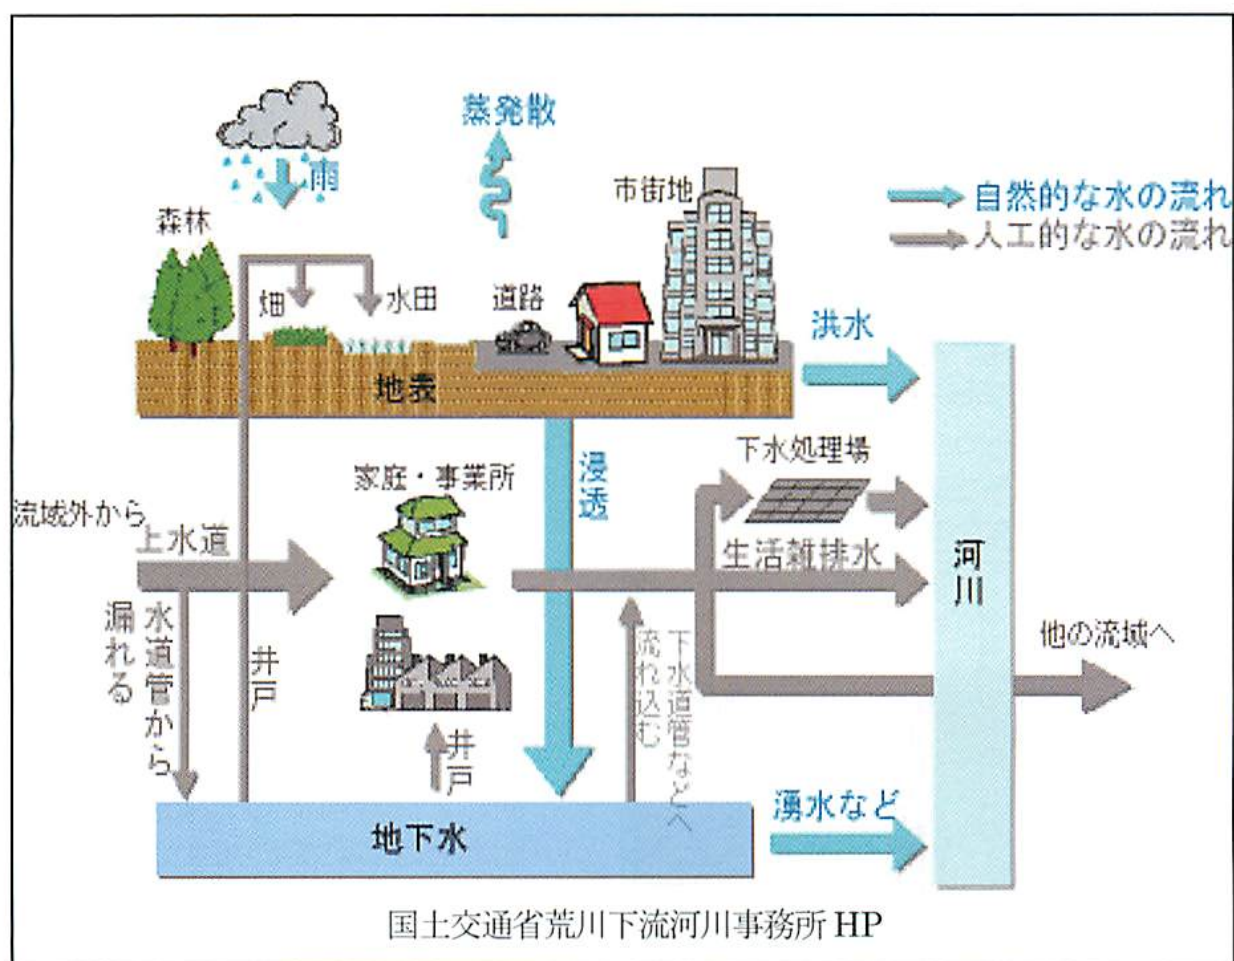 蒸発散
雨
市街地
自然的な水の流れ
人工的な水の流れ
森林
畑
水田
道路
洪水
地表
下水処理場
家庭・事業所
浸透
流域外から
上水道
生活雑排水
河川
水道管から
漏れる
井戸
下水道管などへ
流れ込む
他の流域へ
井戸
湧水など
地下水
国土交通省荒川下流河川事務所 HP